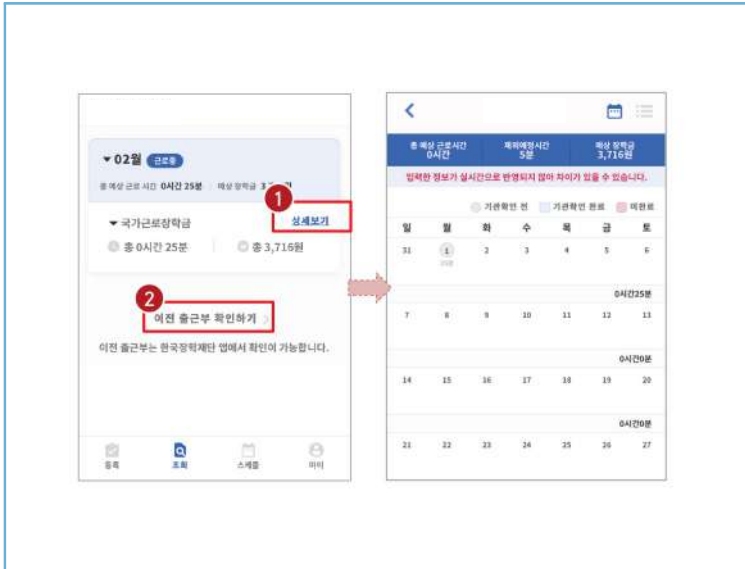 02월 근로중
총 예상 근로 시간 0시간 25분 예상 장학금
1
국가근로장학금 상세보기
총 0시간 25분 총 3,716원
2
이전 출근부 확인하기
이전 출근부는 한국장학재단 앱에서 확인이 가능합니다.
등록 조회 스케줄 마이
총 예상 근로시간 제외예정시간 예상 장학금
0시간 5분 3,716원
입력한 정보가 실시간으로 반영되지 않아 차이가 있을 수 있습니다.
기관확인 전 기관확인 완료 미완료
일 월 화 수 목 금 토
31 1 2 3 4 5 6
0시간25분
7 8 9 10 11 12 13
0시간0분
14 15 16 17 18 19 20
0시간0분
21 22 23 24 25 26 27